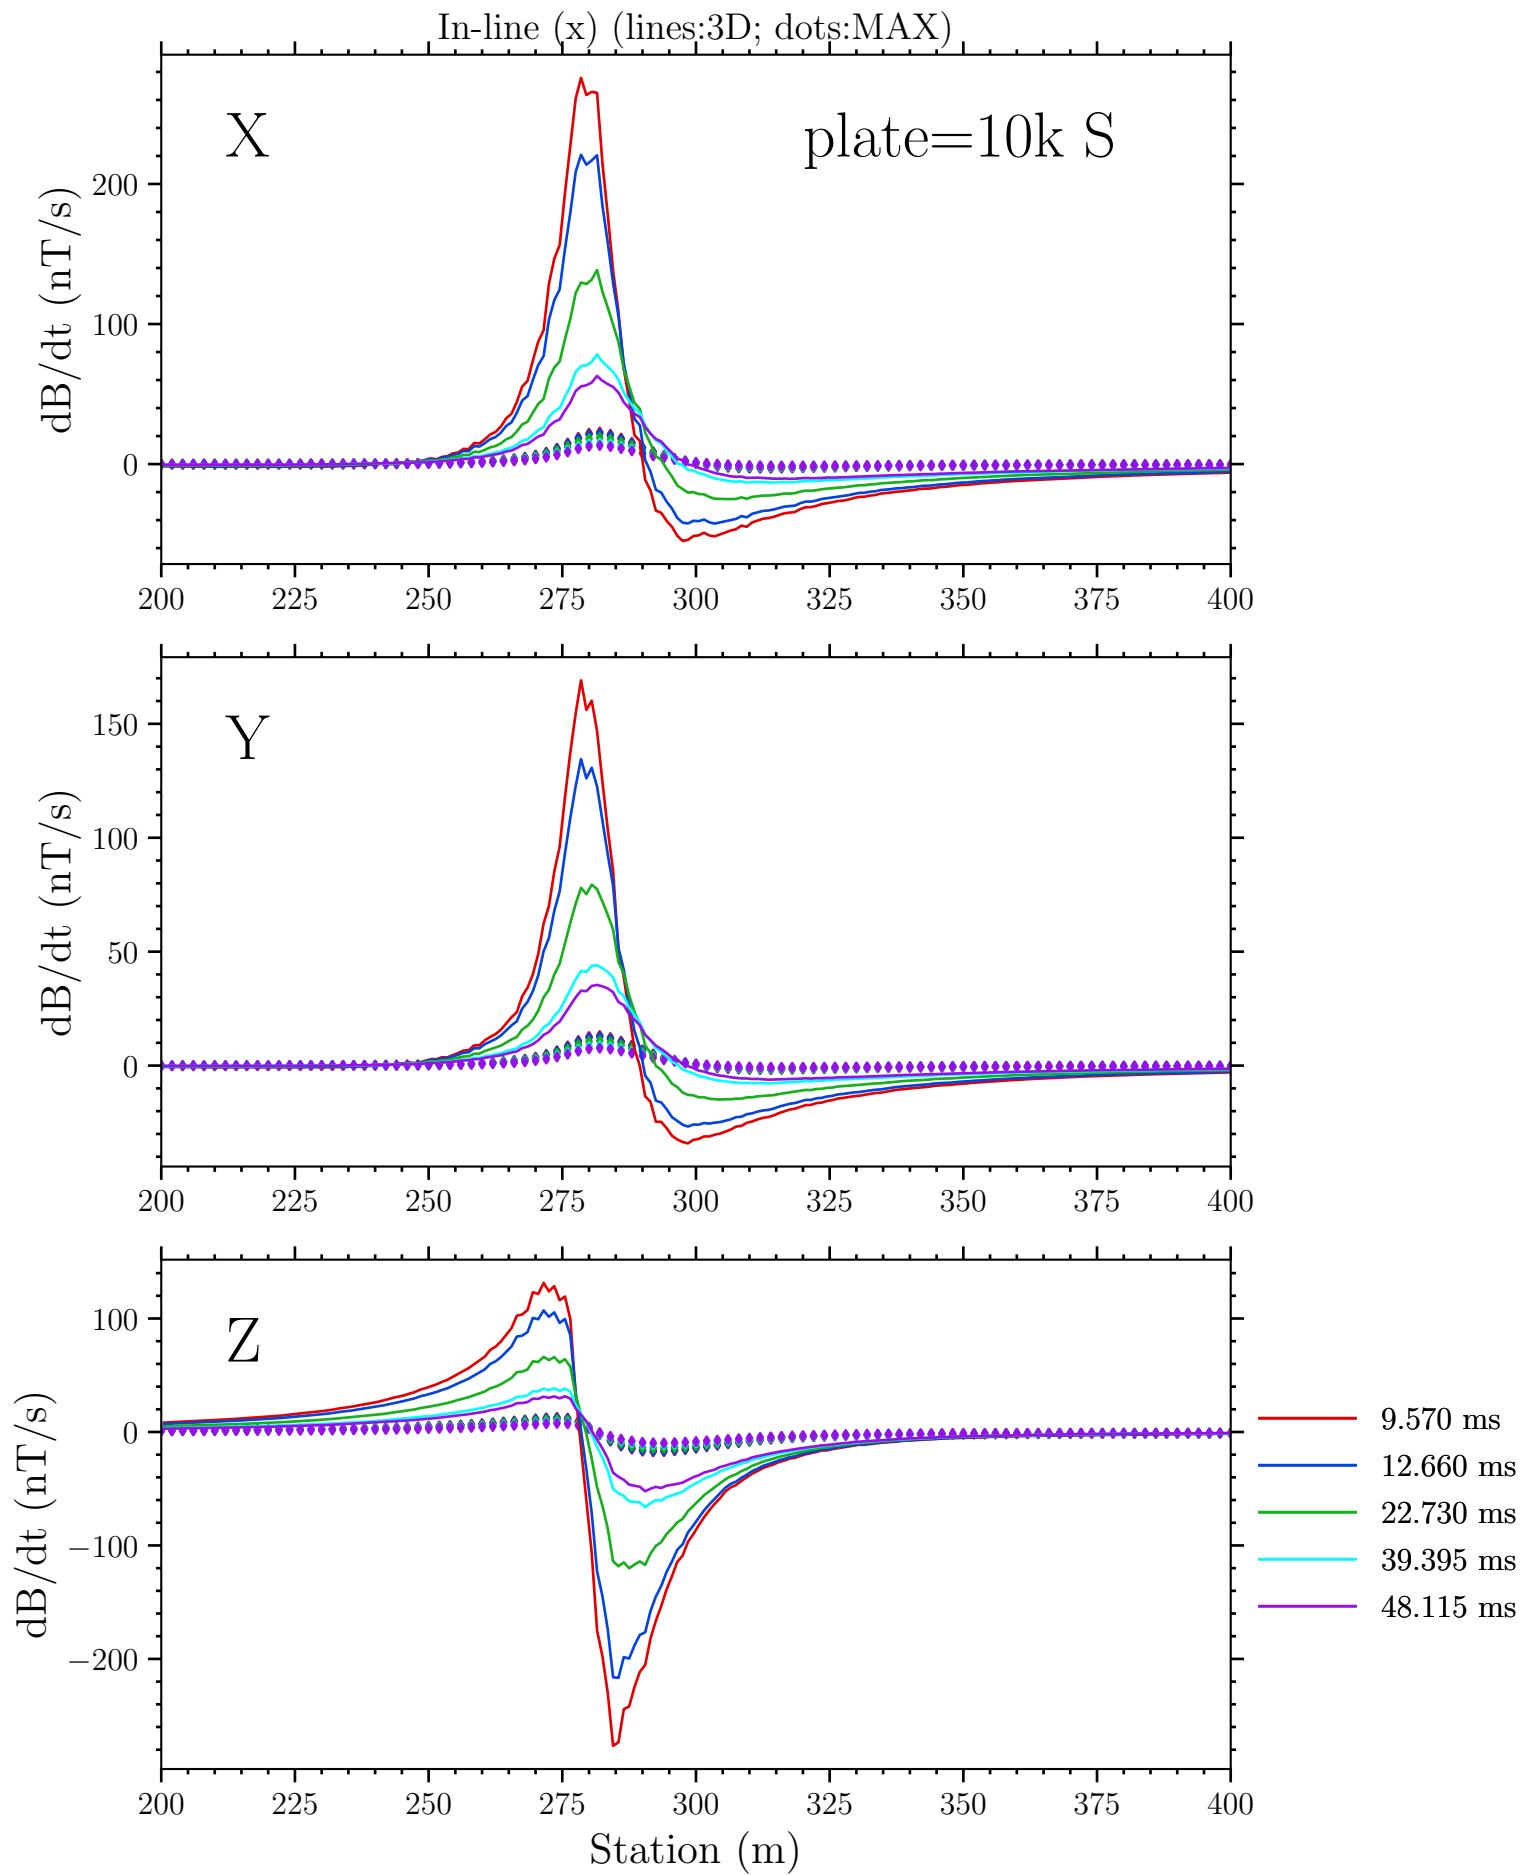 In-line (x) (lines:3D; dots:MAX)
X
plate=10k S
dB/dt (nT/s)
200
100
0
200 225 250 275 300 325 350 375 400
Y
dB/dt (nT/s)
150
100
50
0
200 225 250 275 300 325 350 375 400
Z
dB/dt (nT/s)
100
0
−100
−200
200 225 250 275 300 325 350 375 400
Station (m)
9.570 ms
12.660 ms
22.730 ms
39.395 ms
48.115 ms